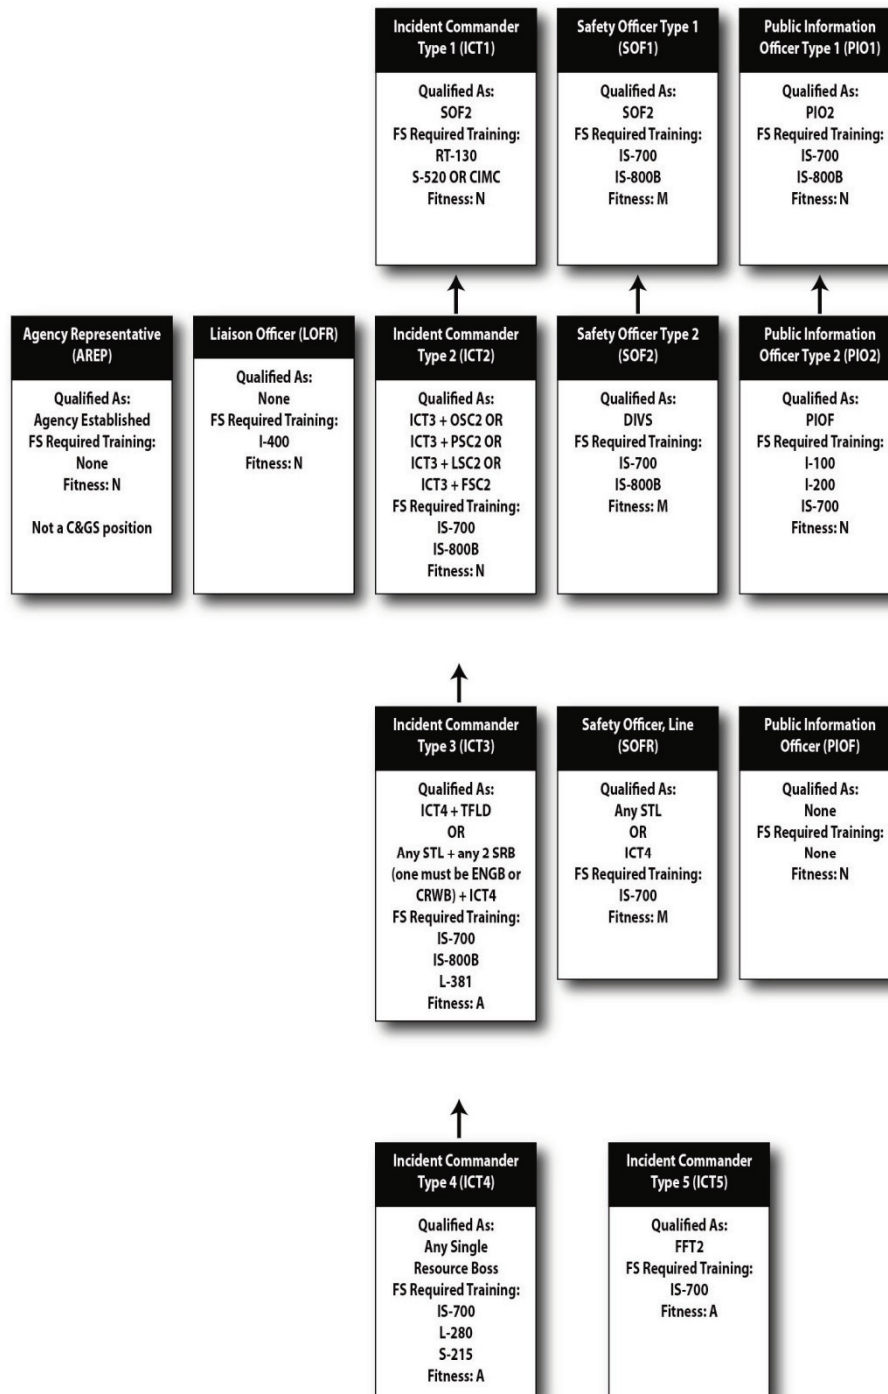 Incident Commander
Type 1 (ICT1)
Qualified As:
SOF2
FS Required Training:
RT-130
S-520 OR CIMC
Fitness: N
Safety Officer Type 1
(SOF1)
Qualified As:
SOF2
FS Required Training:
IS-700
IS-800B
Fitness: M
Public Information
Officer Type 1 (PIO1)
Qualified As:
PIO2
FS Required Training:
IS-700
IS-800B
Fitness: N
Agency Representative
(AREP)
Qualified As:
Agency Established
FS Required Training:
None
Fitness: N
Not a C&GS position
Liaison Officer (LOFR)
Qualified As:
None
FS Required Training:
I-400
Fitness: N
Incident Commander
Type 2 (ICT2)
Qualified As:
ICT3 + OSC2 OR
ICT3 + PSC2 OR
ICT3 + LSC2 OR
ICT3 + FSC2
FS Required Training:
IS-700
IS-800B
Fitness: N
Safety Officer Type 2
(SOF2)
Qualified As:
DIVS
FS Required Training:
IS-700
IS-800B
Fitness: M
Public Information
Officer Type 2 (PIO2)
Qualified As:
PIOF
FS Required Training:
I-100
I-200
IS-700
Fitness: N
Incident Commander
Type 3 (ICT3)
Qualified As:
ICT4 + TFLD
OR
Any STL + any 2 SRB
(one must be ENGB or
CRWB) + ICT4
FS Required Training:
IS-700
IS-800B
L-381
Fitness: A
Safety Officer, Line
(SOFR)
Qualified As:
Any STL
OR
ICT4
FS Required Training:
IS-700
Fitness: M
Public Information
Officer (PIOF)
Qualified As:
None
FS Required Training:
None
Fitness: N
Incident Commander
Type 4 (ICT4)
Qualified As:
Any Single
Resource Boss
FS Required Training:
IS-700
L-280
S-215
Fitness: A
Incident Commander
Type 5 (ICT5)
Qualified As:
FFT2
FS Required Training:
IS-700
Fitness: A